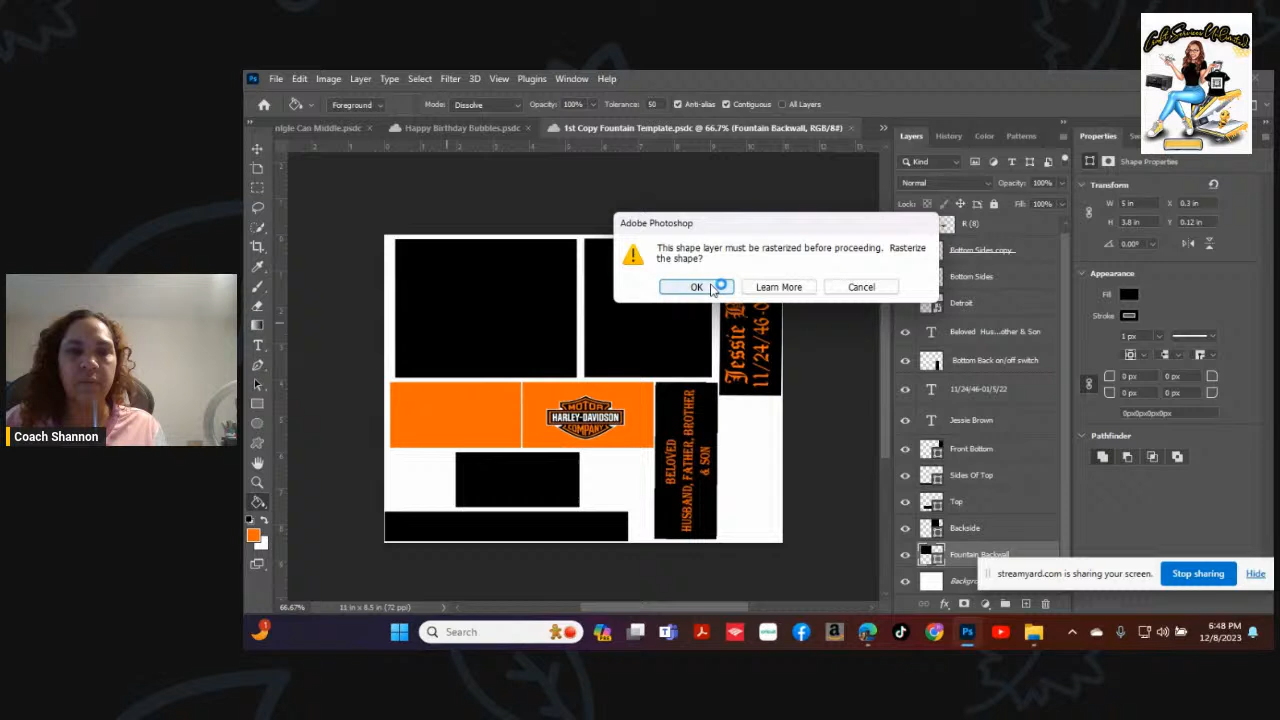 Craft Services UnLimited
File Edit Image Layer Type Select Filter 3D View Plugins Window Help
Foreground Mode: Dissolve Opacity: 100% Tolerance: 50 Anti-alias Contiguous All Layers
ngle Can Middle.psdc Happy Birthday Bubbles.psdc 1st Copy Fountain Template.psdc @ 66.7% (Fountain Backwall, RGB/8#)
Layers History Color Patterns
Properties
Kind
Shape Properties
Normal Opacity: 100%
Transform
Lock: Fill: 100%
W 5 in X 0.3 in
H 3.8 in Y 0.12 in
0.00°
R (8)
Bottom Sides copy
Bottom Sides
Detroit
Beloved Hus...other & Son
Bottom Back on/off switch
11/24/46-01/5/22
Jessie Brown
Front Bottom
Sides Of Top
Top
Backside
Fountain Backwall
Appearance
Fill
Stroke
1 px
0 px 0 px
0 px 0 px
0px0px0px0px
Pathfinder
Adobe Photoshop
This shape layer must be rasterized before proceeding. Rasterize
the shape?
OK Learn More Cancel
Jessie B
11/24/46-0
MOTOR
HARLEY-DAVIDSON
COMPANY
BELOVED
HUSBAND, FATHER, BROTHER
& SON
Coach Shannon
streamyard.com is sharing your screen. Stop sharing Hide
66.67% 11 in x 8.5 in (72 ppi)
Search
6:48 PM
12/8/2023